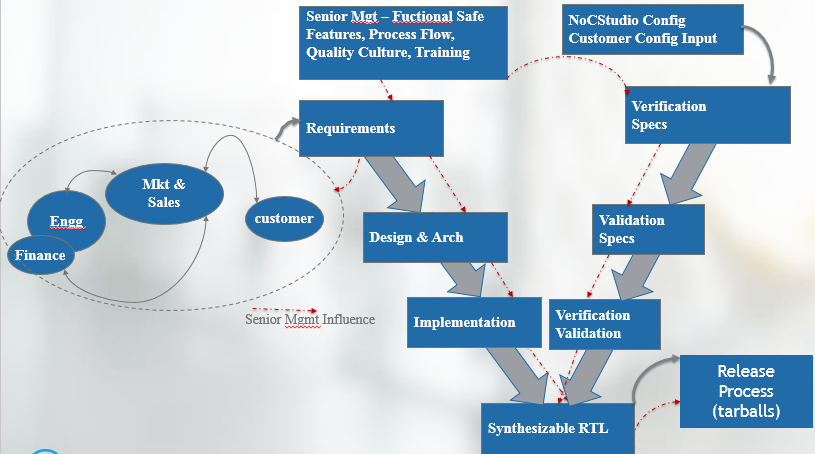 Senior Mgt – Fuctional Safe
Features, Process Flow,
Quality Culture, Training
NoCStudio Config
Customer Config Input
Verification
Specs
Requirements
Mkt &
Sales
Engg
customer
Finance
Design & Arch
Validation
Specs
Senior Mgmt Influence
Implementation
Verification
Validation
Release
Process
(tarballs)
Synthesizable RTL